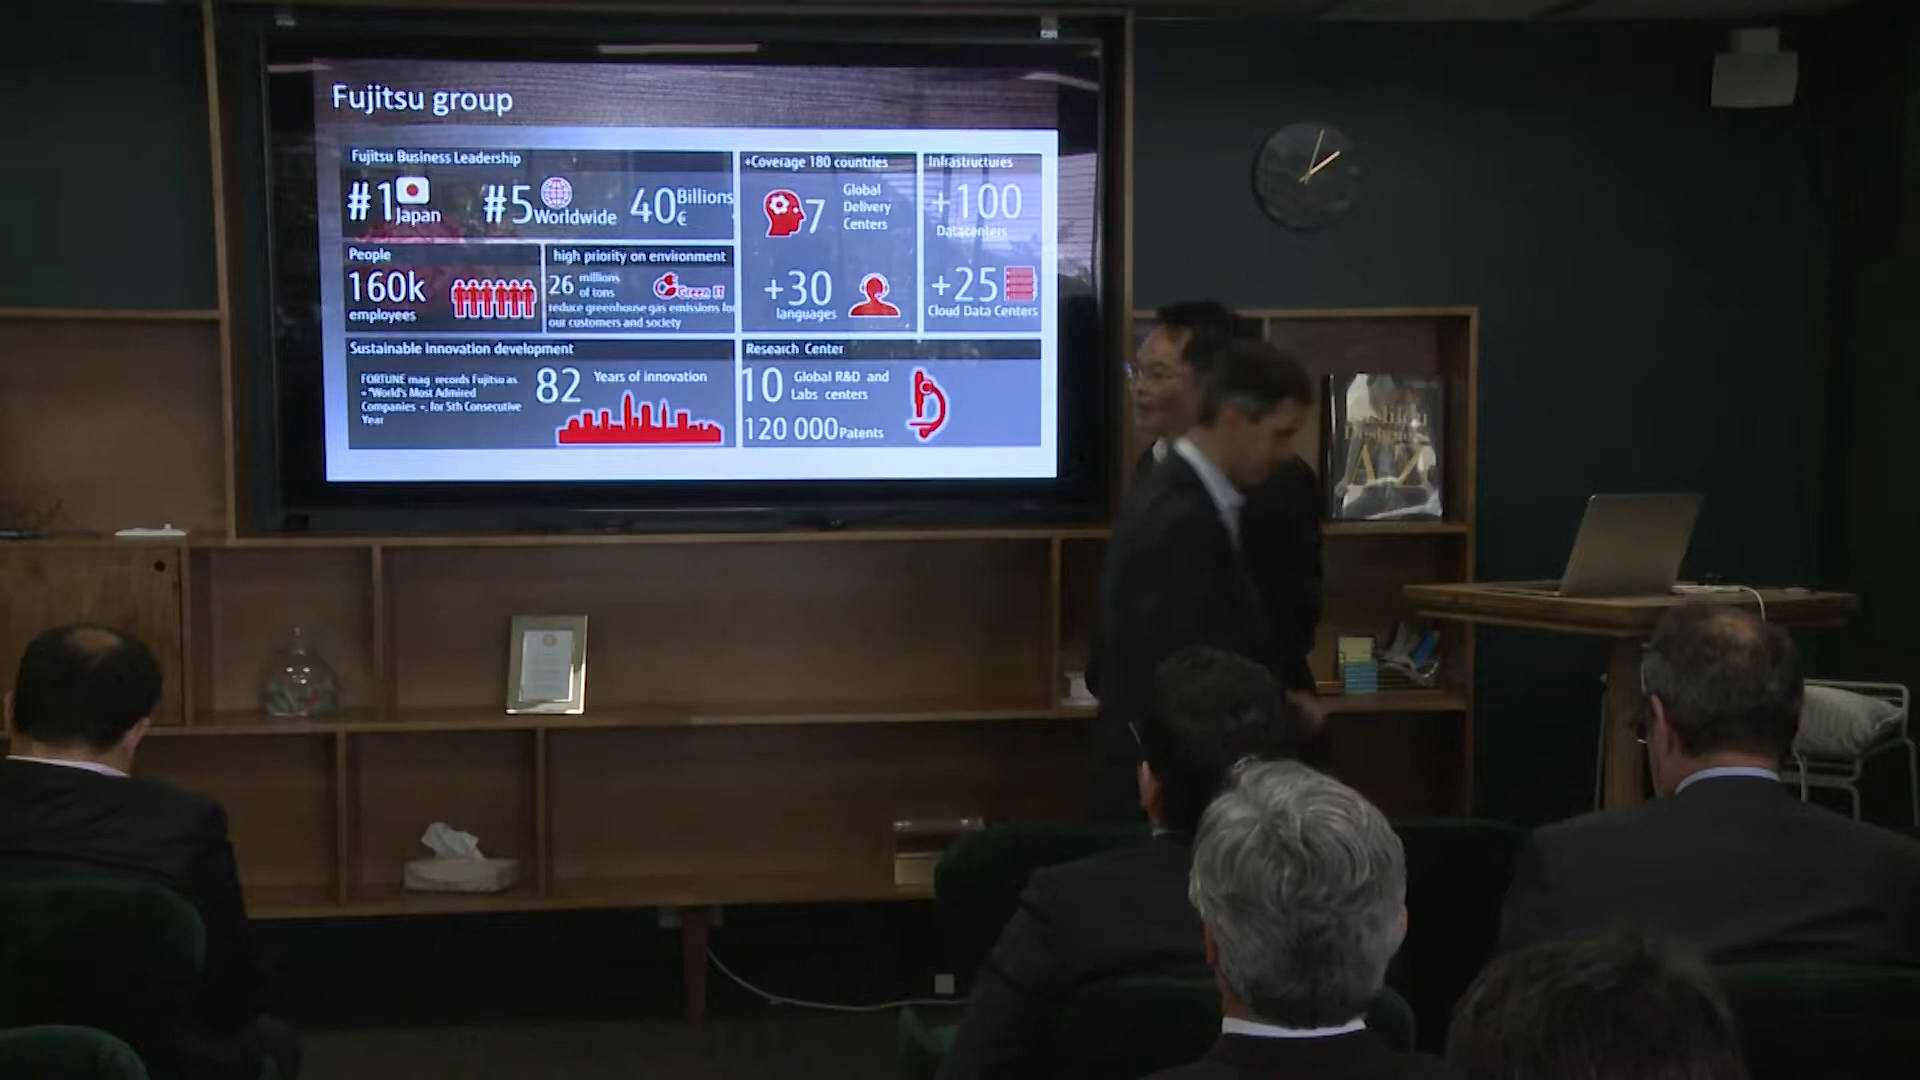 Fujitsu group
Fujitsu Business Leadership
#1 Japan
#5 Worldwide
40 Billions €
+Coverage 180 countries
7 Global Delivery Centers
+30 languages
Infrastructures
+100 Datacenters
+25 Cloud Data Centers
People
160k employees
high priority on environment
26 millions of tons
Green IT
reduce greenhouse gas emissions for
our customers and society
Sustainable innovation development
FORTUNE mag records Fujitsu as
« "World's Most Admired
Companies », for 5th Consecutive
Year
82 Years of innovation
Research Center
10 Global R&D and
Labs centers
120 000 Patents
Fashion
Designers
A-Z